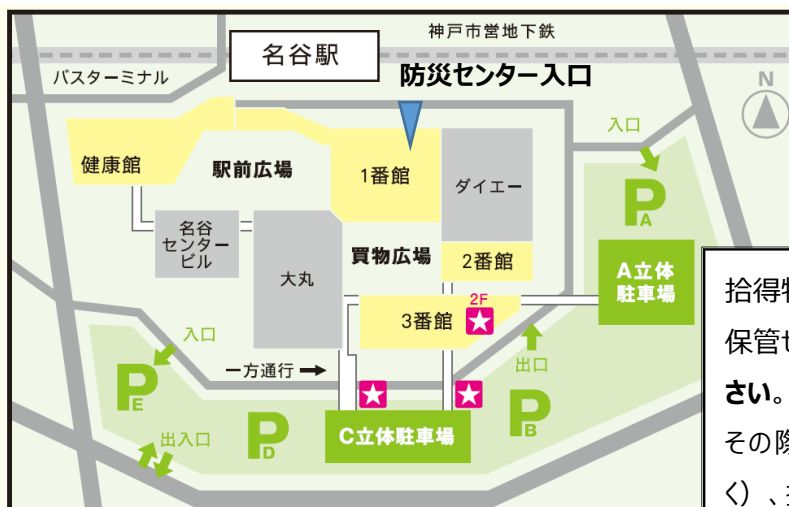 神戸市営地下鉄
名谷駅
バスターミナル
防災センター入口
N
入口
健康館
駅前広場
1番館
ダイエー
P
A
名谷
センター
ビル
買物広場
2番館
大丸
A立体
駐車場
2F
3番館
入口
出口
一方通行
P
E
出入口
P
D
C立体駐車場
P
B
拾得
保管
さい。
その際
く）、